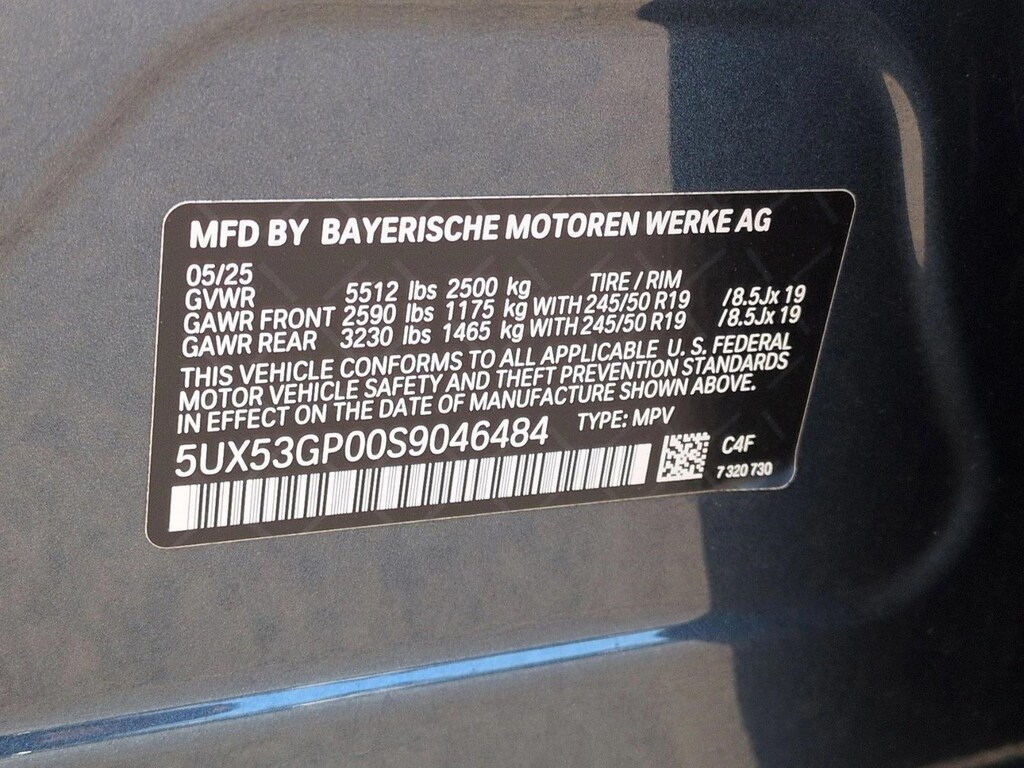 MFD BY BAYERISCHE MOTOREN WERKE AG
05/25
GVWR 5512 lbs 2500 kg TIRE / RIM
GAWR FRONT 2590 lbs 1175 kg WITH 245/50 R19 /8.5Jx 19
GAWR REAR 3230 lbs 1465 kg WITH 245/50 R19 /8.5Jx 19
THIS VEHICLE CONFORMS TO ALL APPLICABLE U. S. FEDERAL
MOTOR VEHICLE SAFETY AND THEFT PREVENTION STANDARDS
IN EFFECT ON THE DATE OF MANUFACTURE SHOWN ABOVE.
5UX53GP00S9046484 TYPE: MPV
C4F
7 320 730